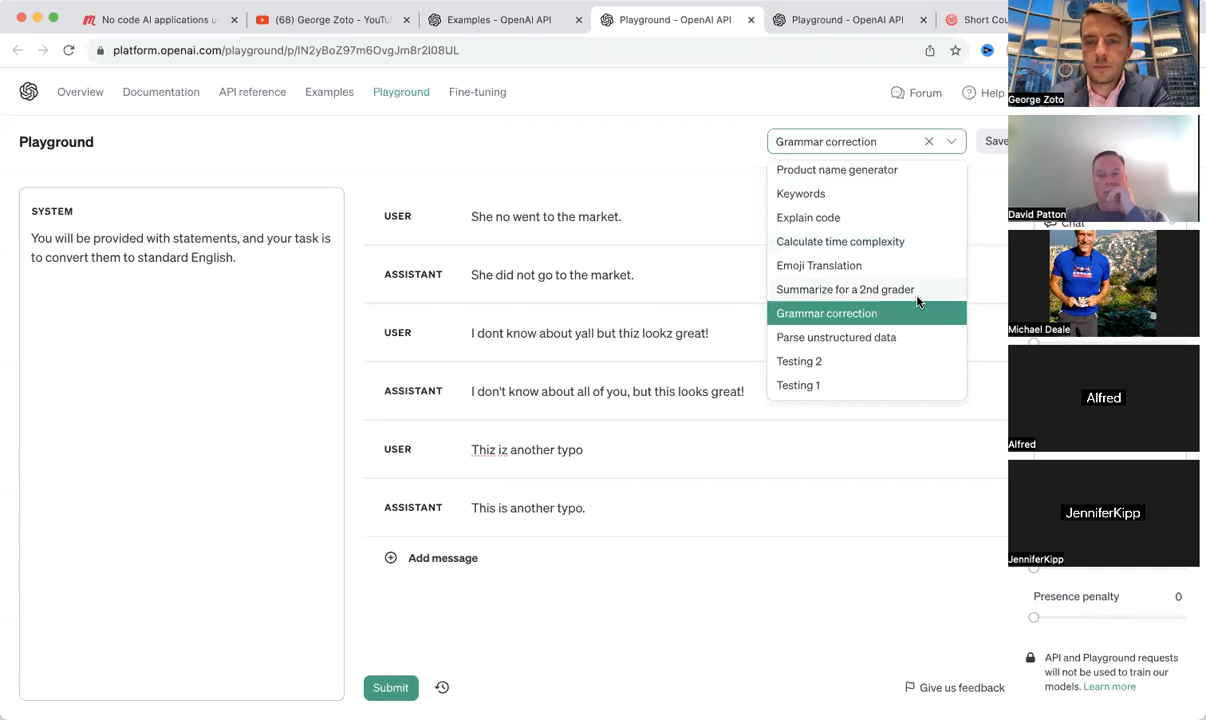 No code AI applications u
(68) George Zoto - YouTu
Examples - OpenAI API
Playground - OpenAI API
Playground - OpenAI API
Short Cou
platform.openai.com/playground/p/lN2yBoZ97m6OvgJm8r2l08UL
Overview
Documentation
API reference
Examples
Playground
Fine-tuning
Forum
Help
George Zoto
Playground
Grammar correction
Save
SYSTEM
You will be provided with statements, and your task is
to convert them to standard English.
USER
She no went to the market.
ASSISTANT
She did not go to the market.
USER
I dont know about yall but thiz lookz great!
ASSISTANT
I don't know about all of you, but this looks great!
USER
Thiz iz another typo
ASSISTANT
This is another typo.
Add message
Product name generator
Keywords
Explain code
Calculate time complexity
Emoji Translation
Summarize for a 2nd grader
Grammar correction
Parse unstructured data
Testing 2
Testing 1
David Patton
Chat
Michael Deale
Alfred
Alfred
JenniferKipp
JenniferKipp
Presence penalty
0
API and Playground requests
will not be used to train our
models. Learn more
Submit
Give us feedback